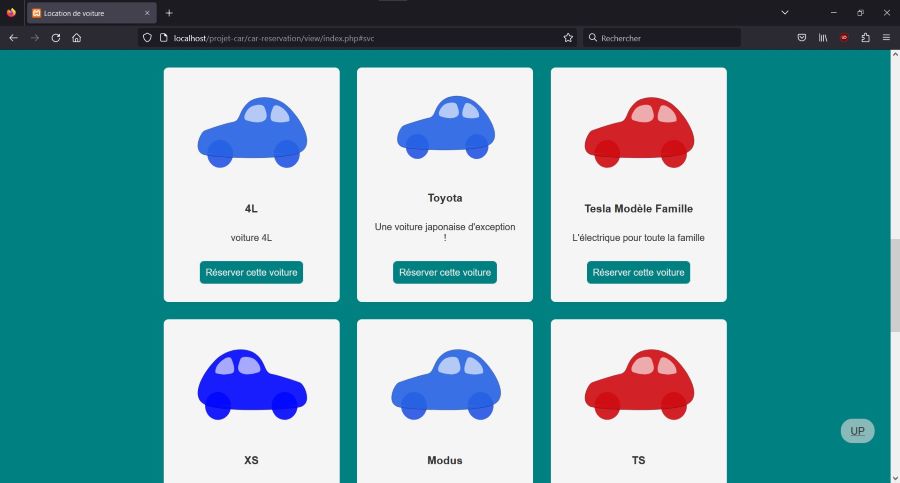 Location de voiture
localhost/projet-car/car-reservation/view/index.php#svc
Rechercher
4L
voiture 4L
Réserver cette voiture
Toyota
Une voiture japonaise d'exception
!
Réserver cette voiture
Tesla Modèle Famille
L'électrique pour toute la famille
Réserver cette voiture
XS
Modus
TS
UP